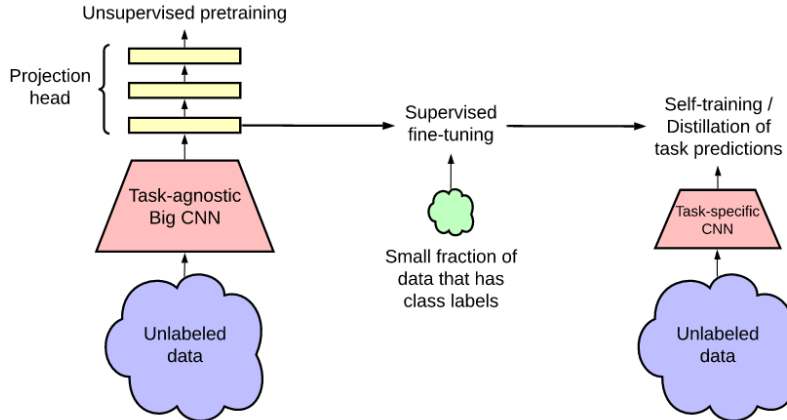 Unsupervised pretraining
Projection
head
Task-agnostic
Big CNN
Unlabeled
data
Supervised
fine-tuning
Small fraction of
data that has
class labels
Self-training /
Distillation of
task predictions
Task-specific
CNN
Unlabeled
data